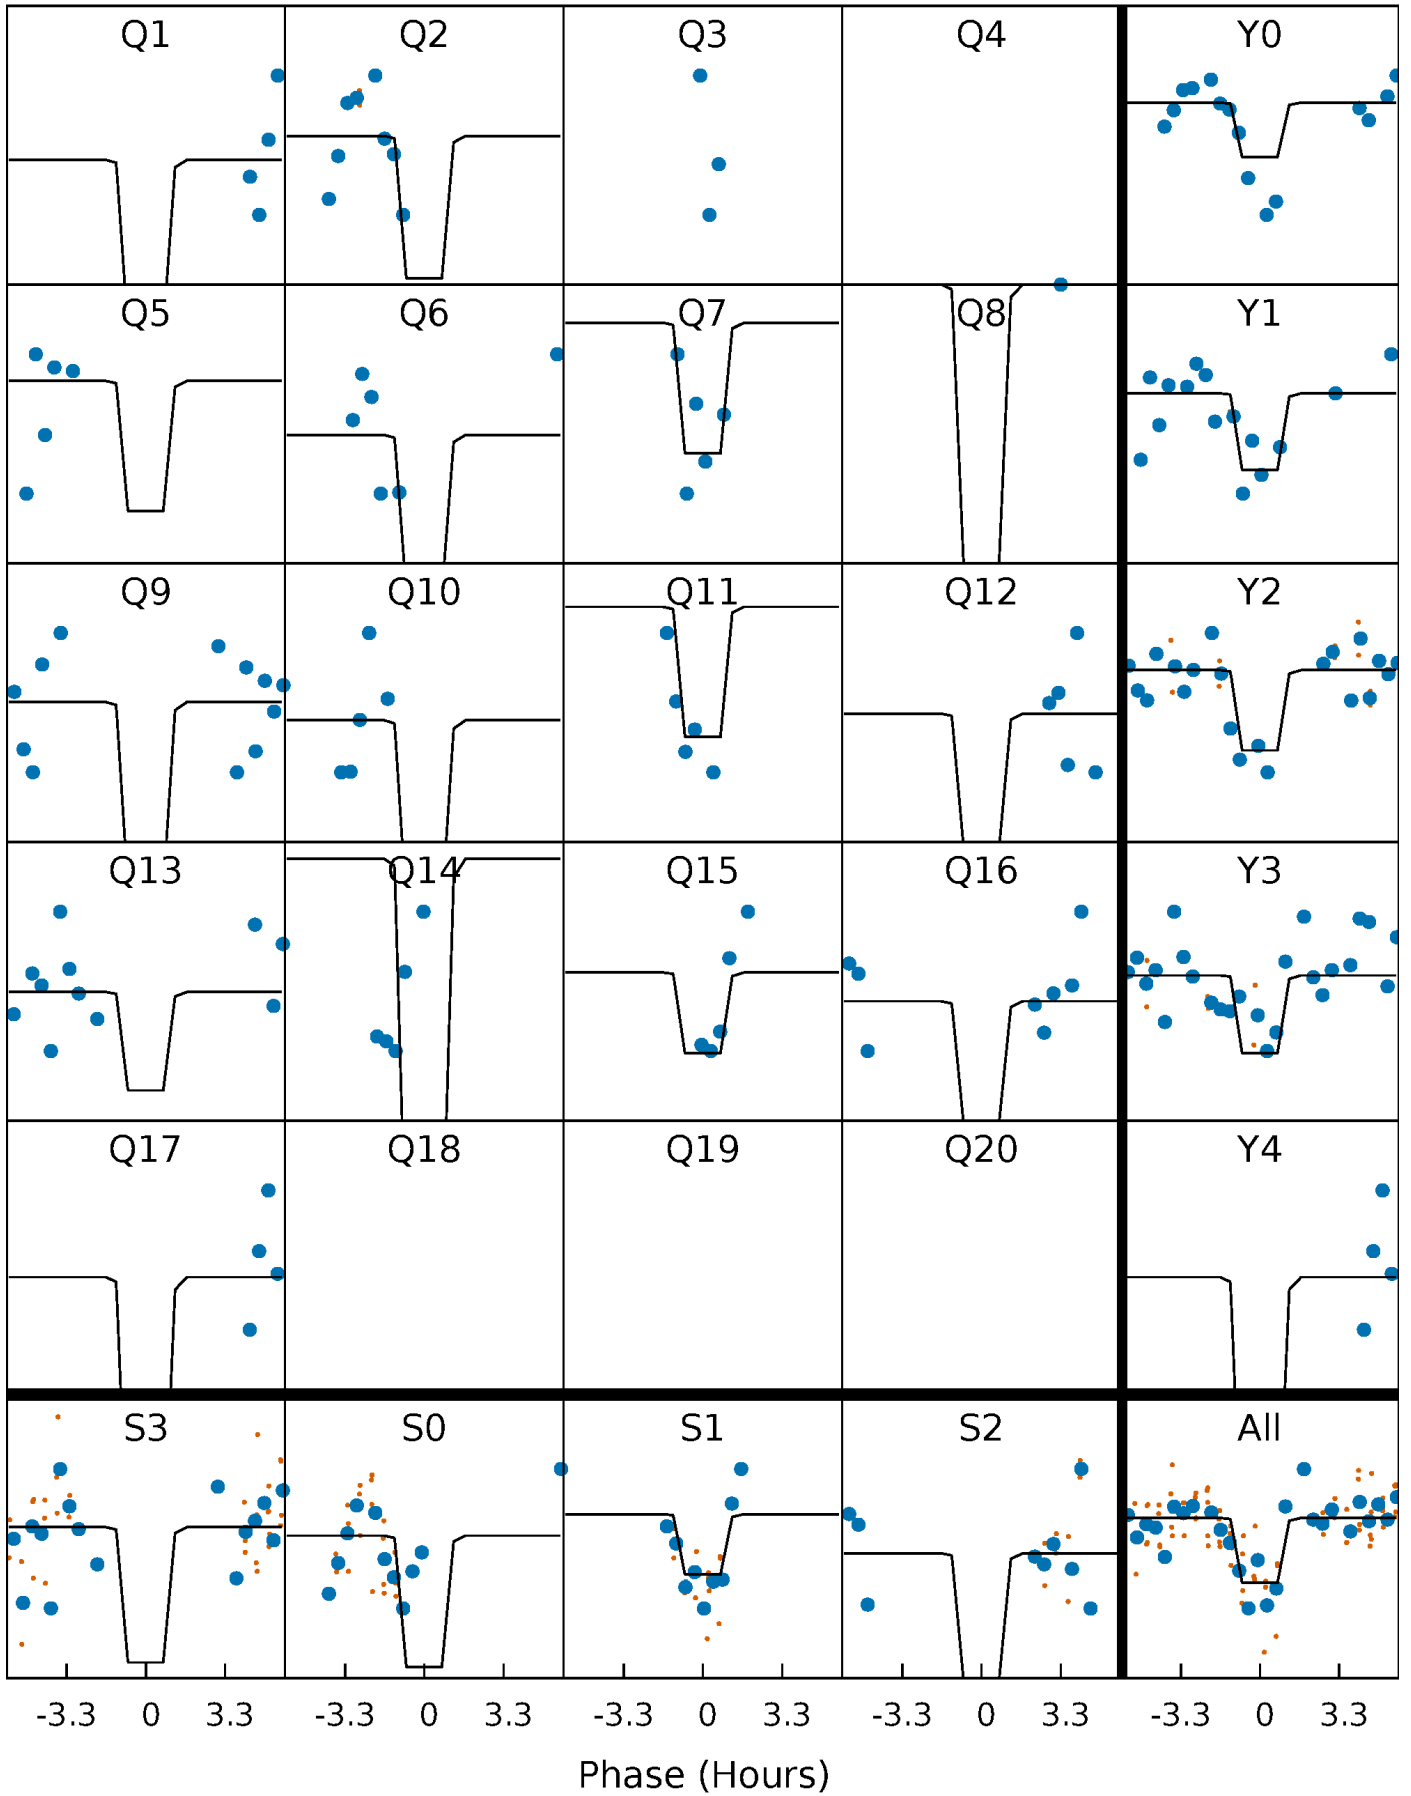 Q1 Q2 Q3 Q4 Y0
Q5 Q6 Q7 Q8 Y1
Q9 Q10 Q11 Q12 Y2
Q13 Q14 Q15 Q16 Y3
Q17 Q18 Q19 Q20 Y4
S3 S0 S1 S2 All
-3.3 0 3.3 -3.3 0 3.3 -3.3 0 3.3 -3.3 0 3.3 -3.3 0 3.3
Phase (Hours)